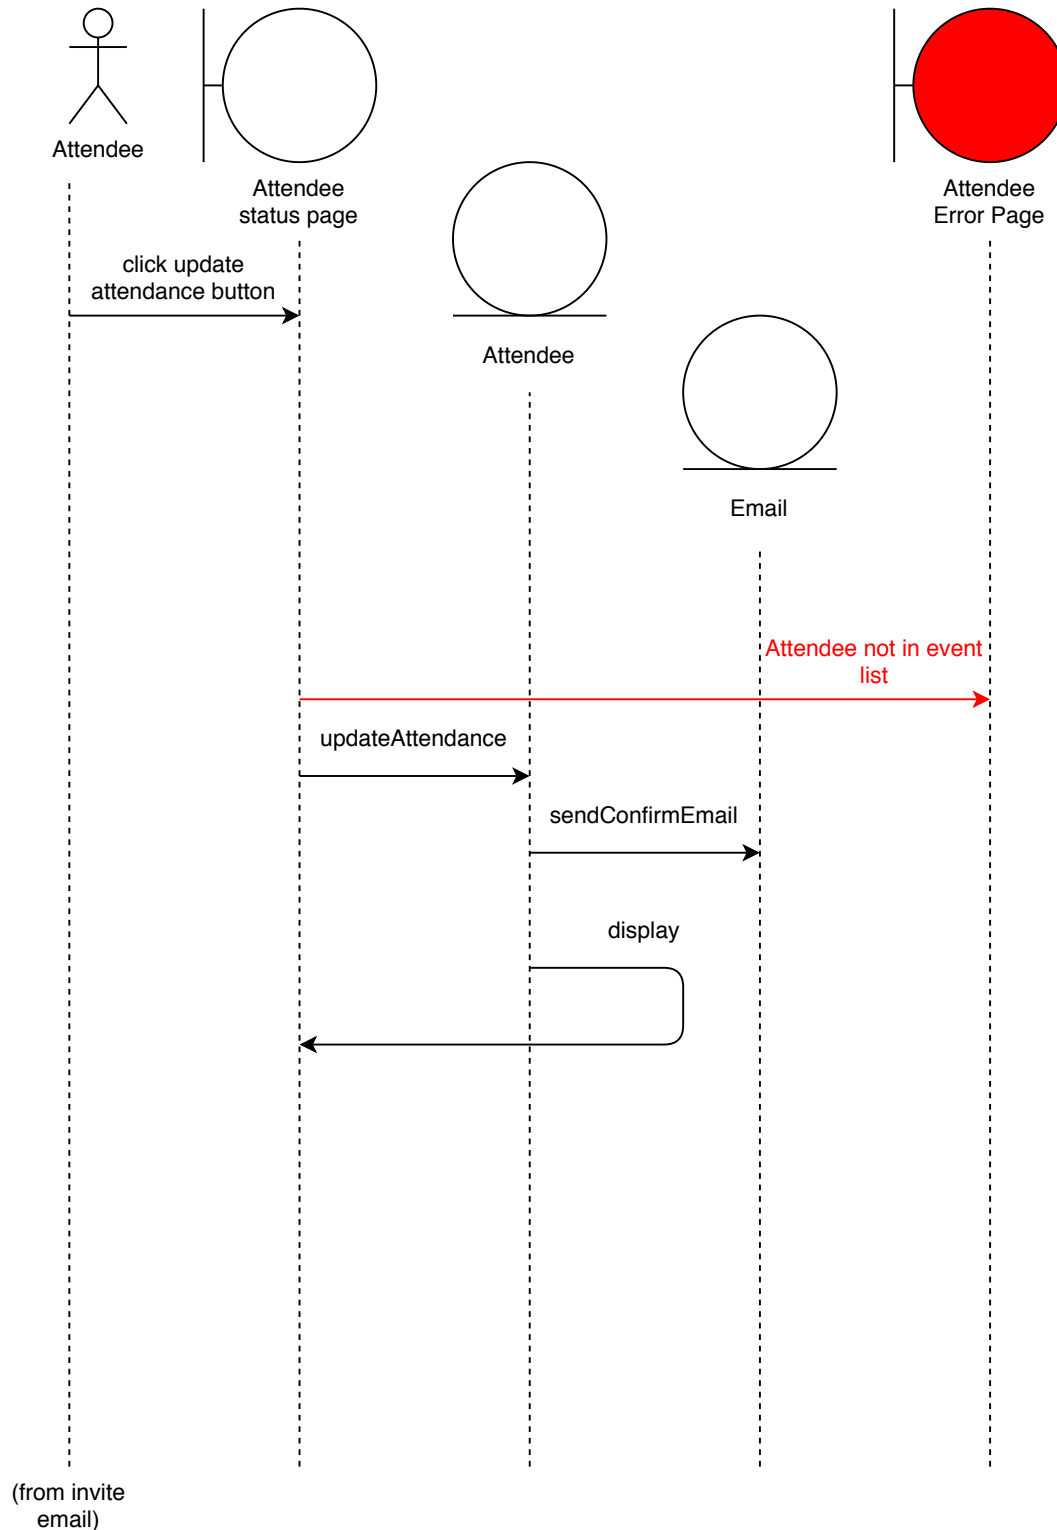 Attendee
Attendee
status page
Attendee
Error Page
click update
attendance button
Attendee
Email
Attendee not in event
list
updateAttendance
sendConfirmEmail
display
(from invite
email)